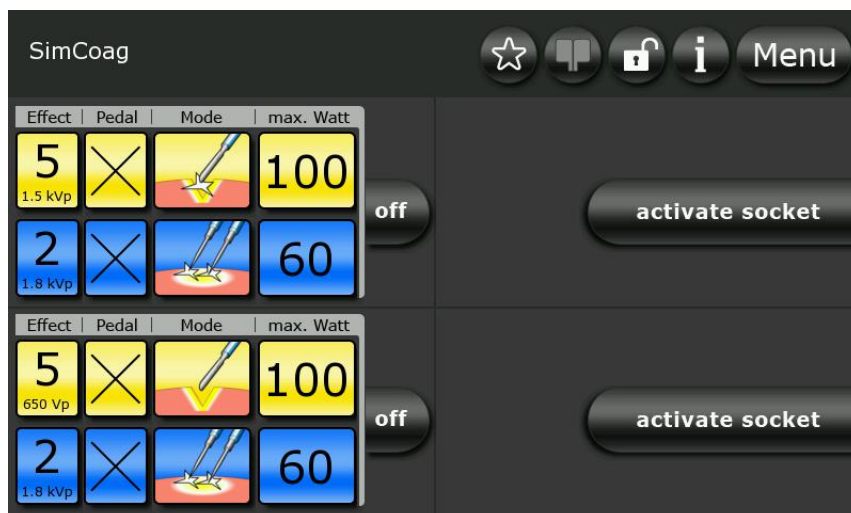 SimCoag
i Menu
Effect | Pedal | Mode | max. Watt
5 1.5 kVp 100
off
activate socket
2 1.8 kVp 60
Effect | Pedal | Mode | max. Watt
5 650 Vp 100
off
activate socket
2 1.8 kVp 60